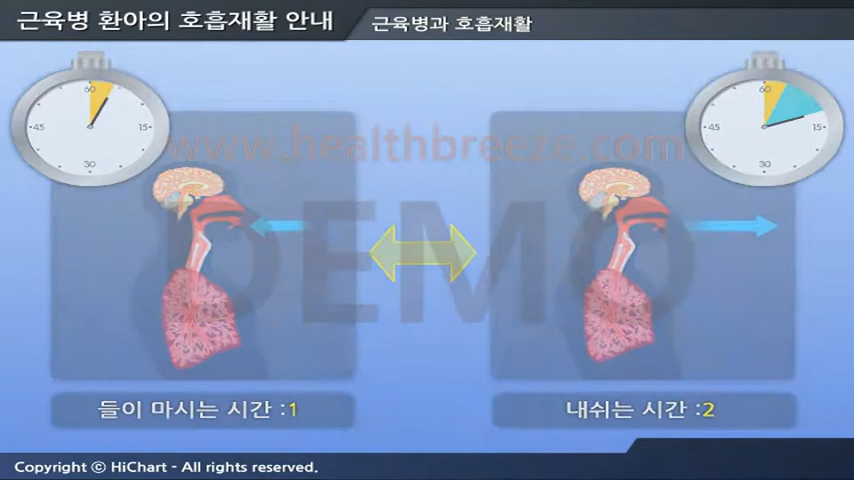 근육병 환아의 호흡재활 안내
근육병과 호흡재활
60
15
30
45
60
15
30
45
www.healthbreeze.com
DEMO
들이 마시는 시간 :1
내쉬는 시간 :2
Copyright ⓒ HiChart - All rights reserved.